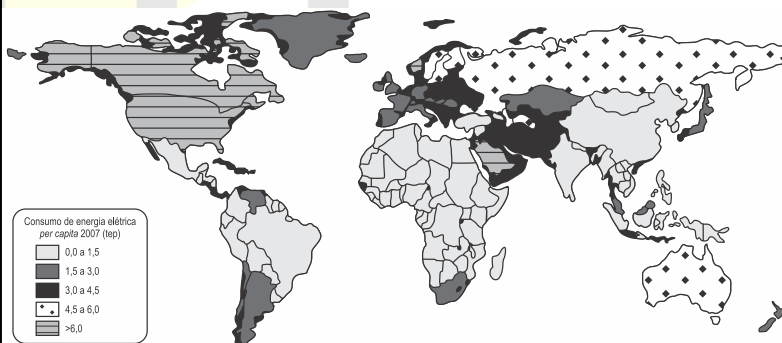 Consumo de energia elétrica
per capita 2007 (tep)
0,0 a 1,5
1,5 a 3,0
3,0 a 4,5
4,5 a 6,0
>6,0